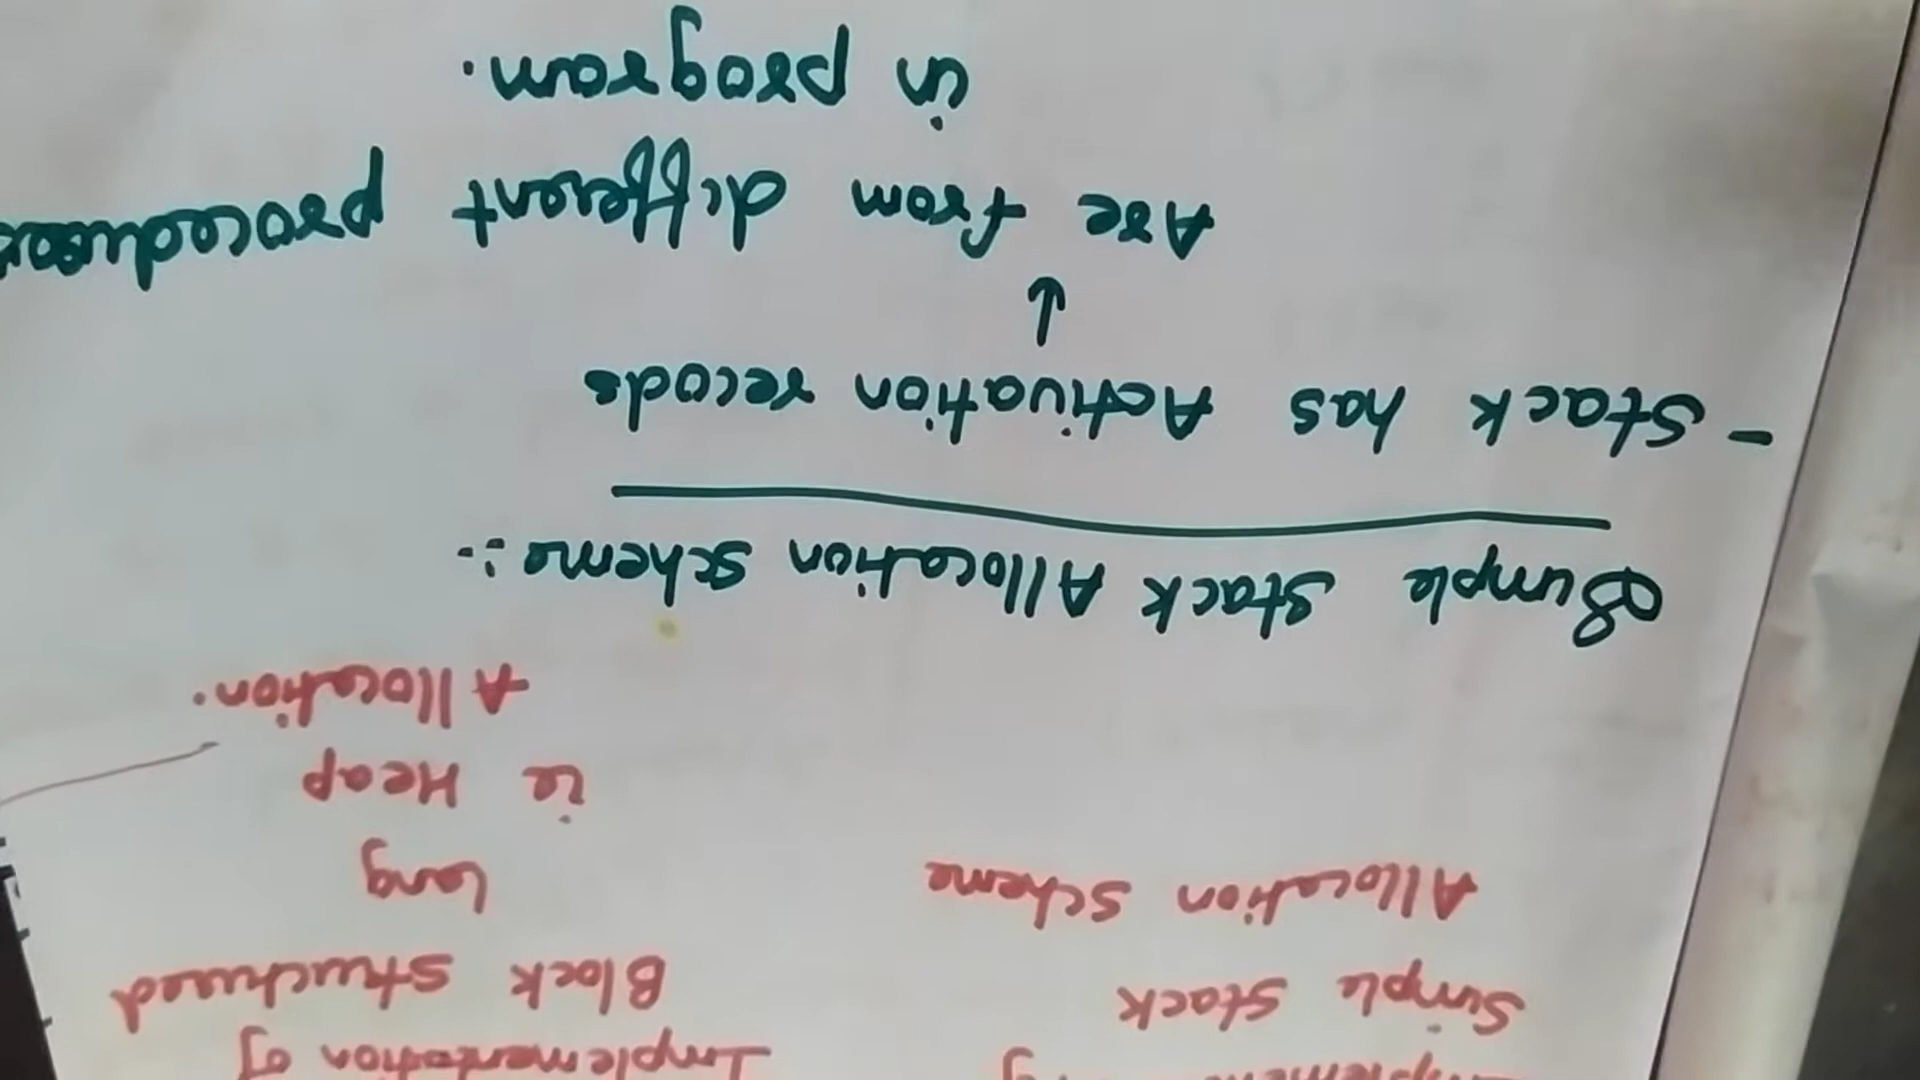 Implementation of
Simple Stack Block structured
Allocation Scheme Lang
ie Heap
Allocation.
Simple Stack Allocation Scheme :-
- Stack has Activation recods
↓
Are from different procedures
in program.